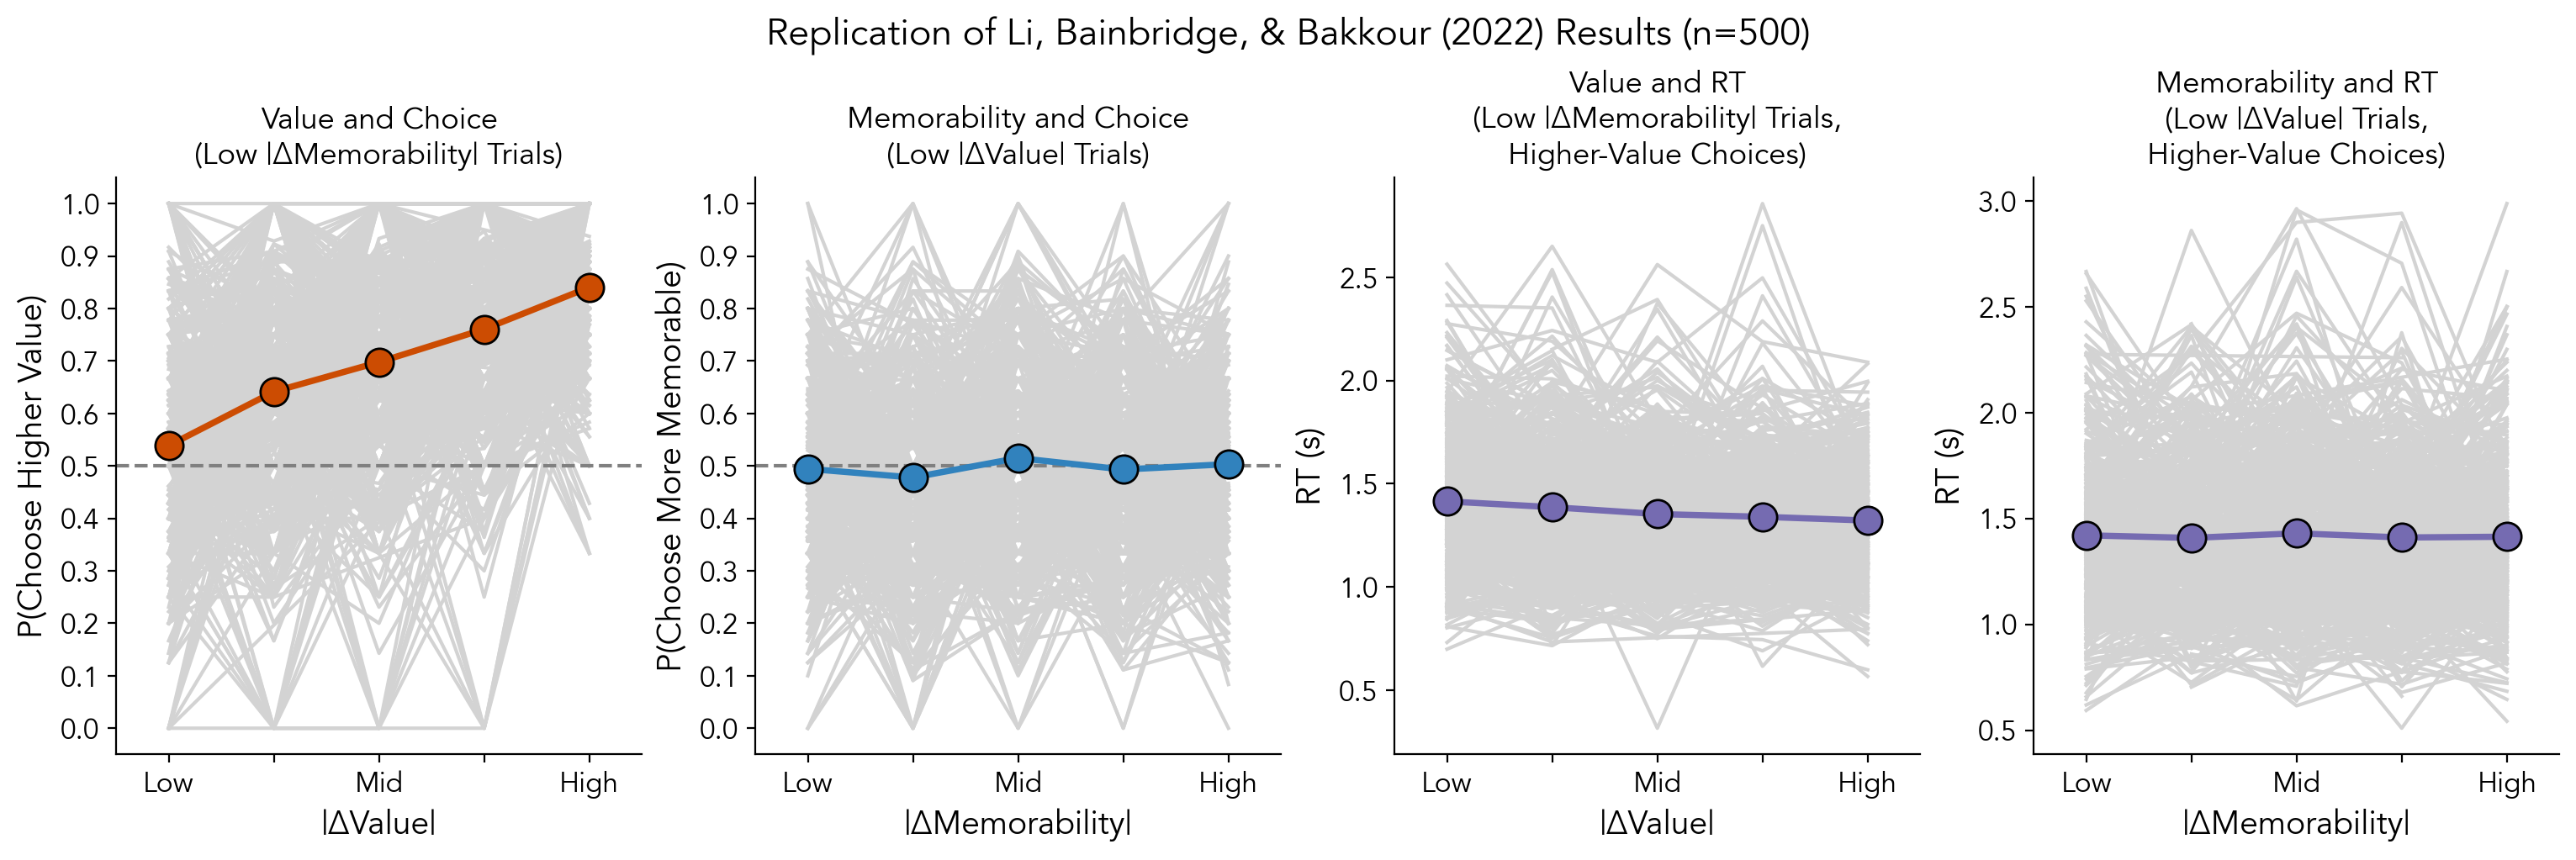 Replication of Li, Bainbridge, & Bakkour (2022) Results (n=500)
Value and Choice
(Low |ΔMemorability| Trials)
P(Choose Higher Value)
1.0
0.9
0.8
0.7
0.6
0.5
0.4
0.3
0.2
0.1
0.0
Low
Mid
High
|ΔValue|
Memorability and Choice
(Low |ΔValue| Trials)
P(Choose More Memorable)
1.0
0.9
0.8
0.7
0.6
0.5
0.4
0.3
0.2
0.1
0.0
Low
Mid
High
|ΔMemorability|
Value and RT
(Low |ΔMemorability| Trials,
Higher-Value Choices)
RT (s)
2.5
2.0
1.5
1.0
0.5
Low
Mid
High
|ΔValue|
Memorability and RT
(Low |ΔValue| Trials,
Higher-Value Choices)
RT (s)
3.0
2.5
2.0
1.5
1.0
0.5
Low
Mid
High
|ΔMemorability|